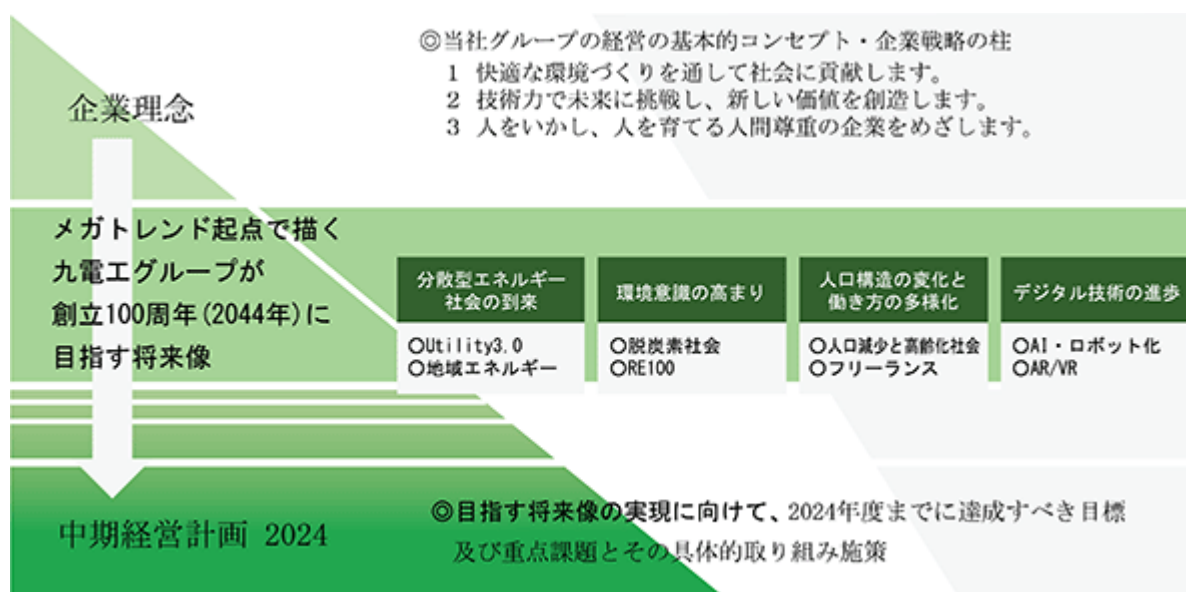 ◎当社グループの経営の基本的コンセプト・企業戦略の柱
1 快適な環境づくりを通して社会に貢献します。
2 技術力で未来に挑戦し、新しい価値を創造します。
3 人をいかし、人を育てる人間尊重の企業をめざします。
企業理念
メガトレンド起点で描く
九電工グループが
創立100周年(2044年)に
目指す将来像
分散型エネルギー
社会の到来
○Utility3.0
○地域エネルギー
環境意識の高まり
○脱炭素社会
○RE100
人口構造の変化と
働き方の多様化
○人口減少と高齢化社会
○フリーランス
デジタル技術の進歩
○AI・ロボット化
○AR/VR
中期経営計画 2024
◎目指す将来像の実現に向けて、2024年度までに達成すべき目標
及び重点課題とその具体的取り組み施策